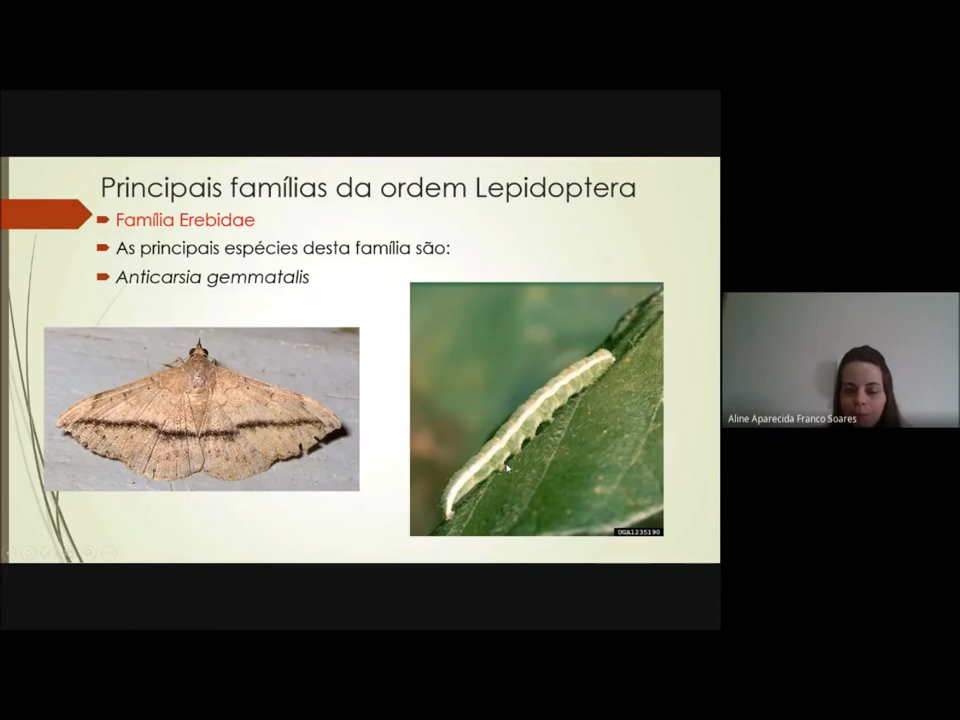 Principais famílias da ordem Lepidoptera
Família Erebidae
As principais espécies desta família são:
Anticarsia gemmatalis
UGA1235190
Aline Aparecida Franco Soares